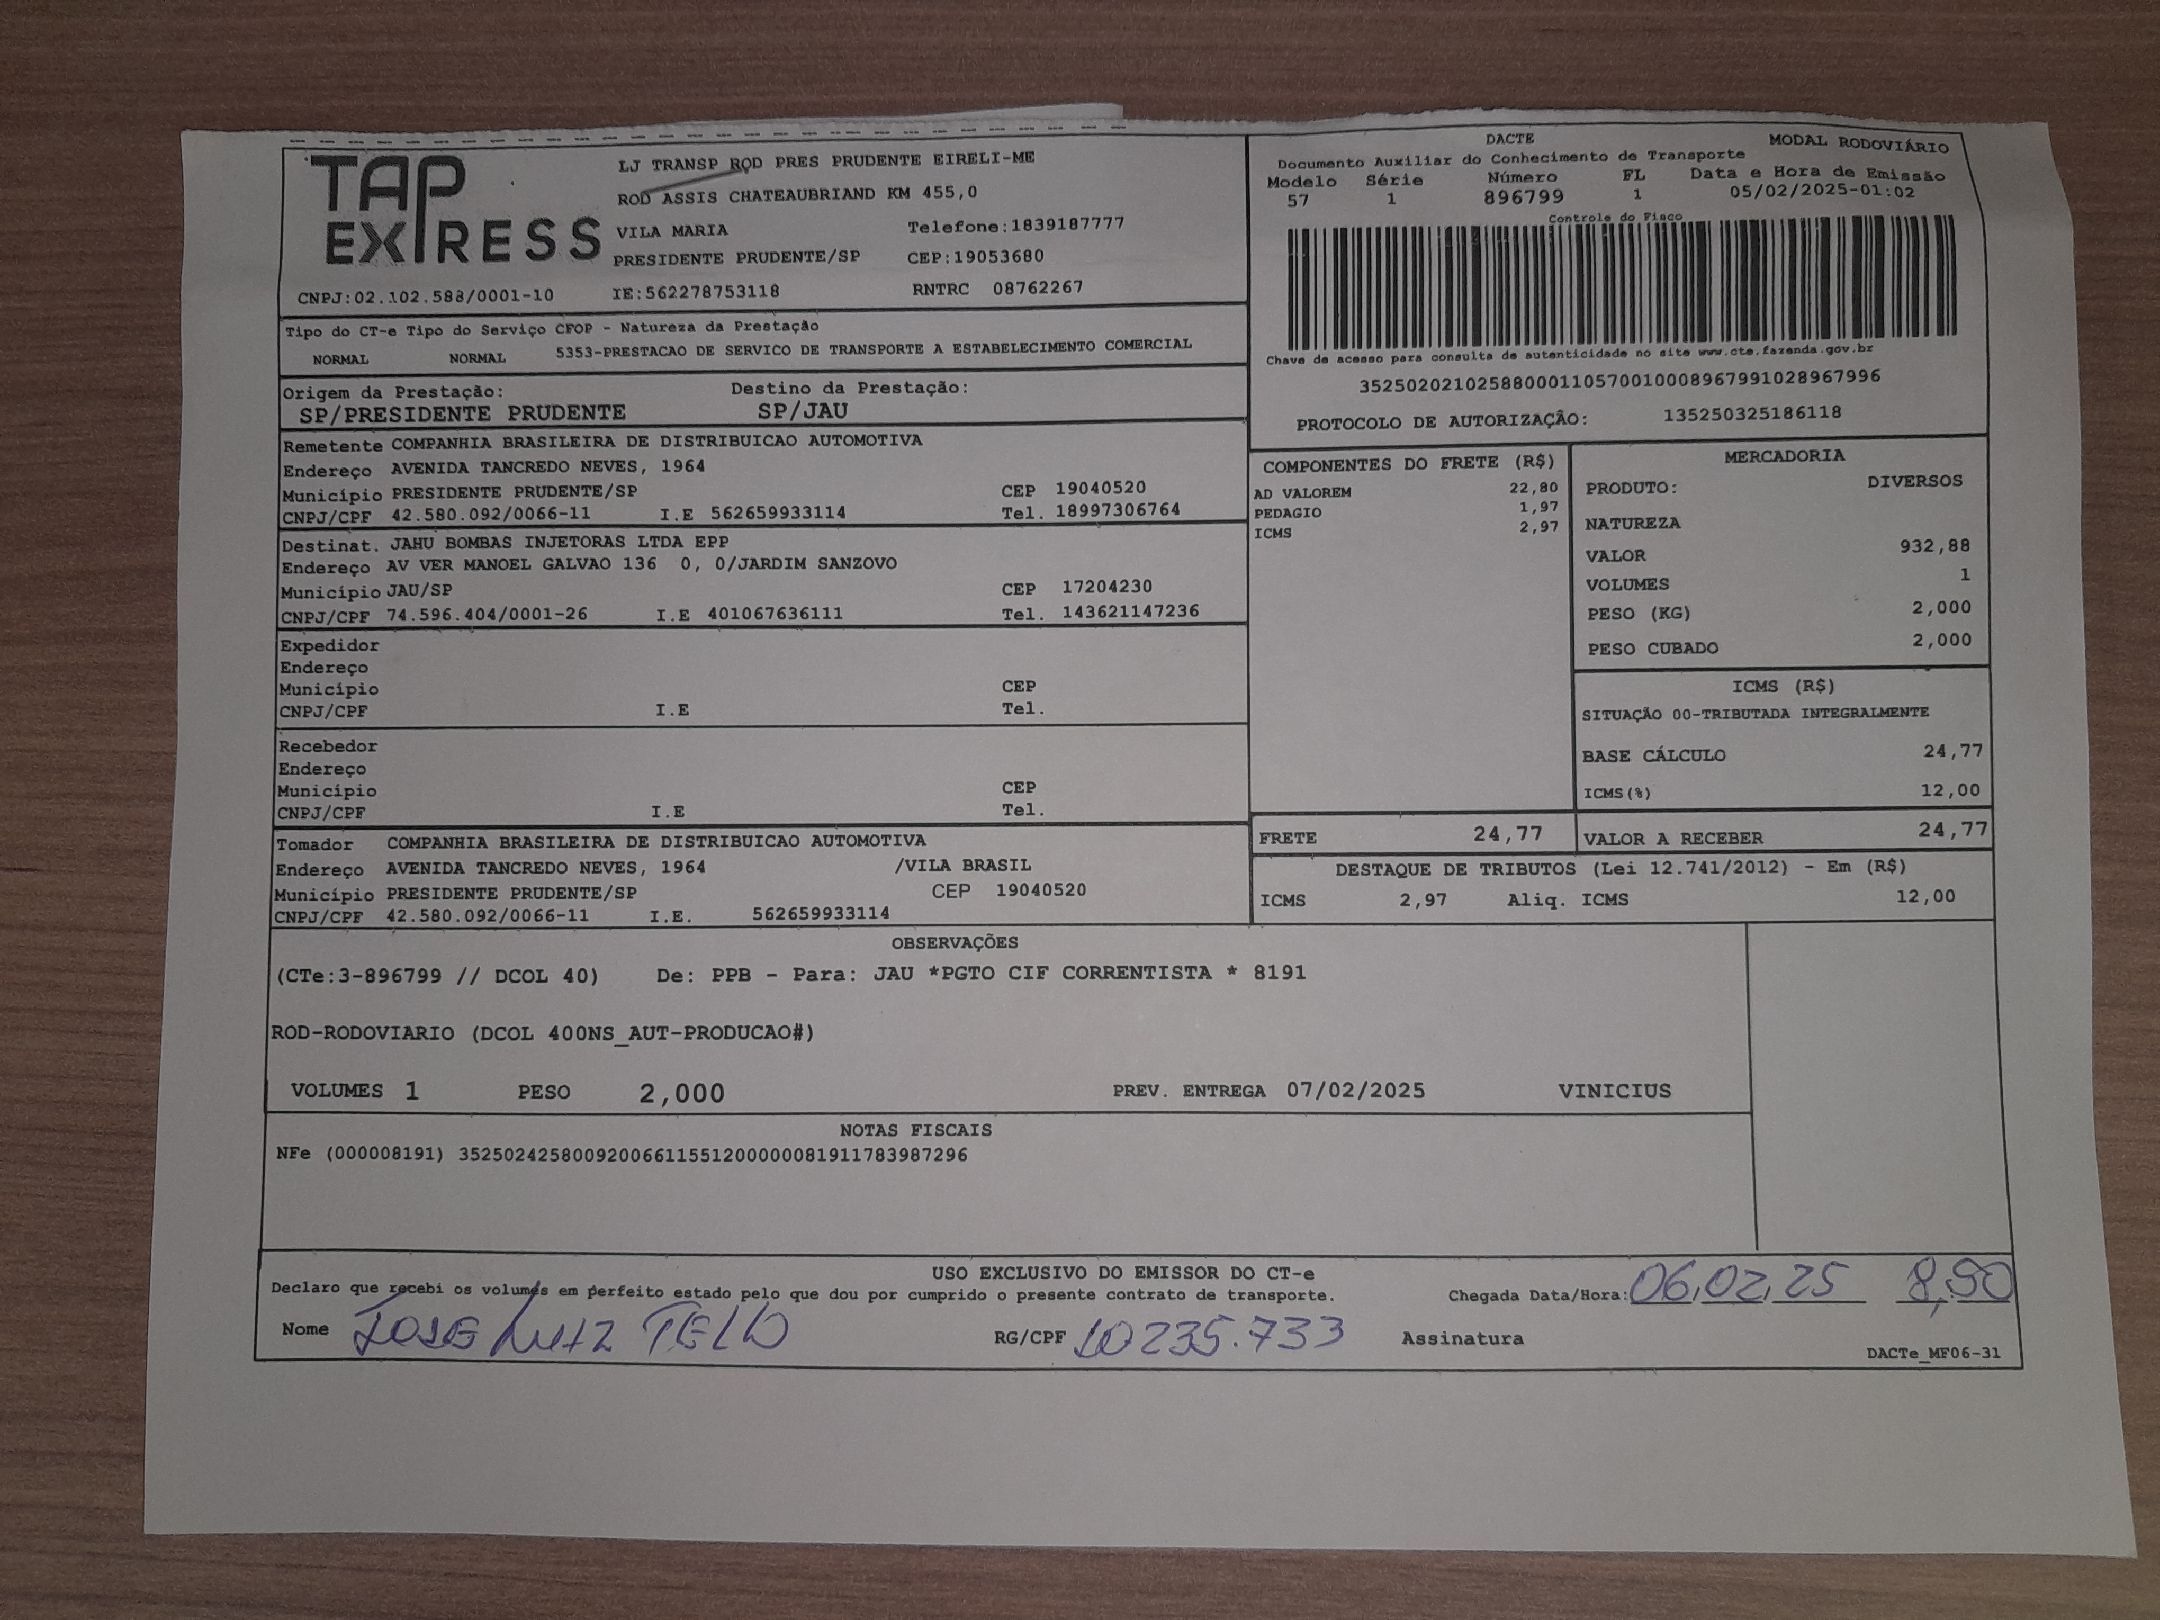 TAP EXPRESS
LJ TRANSP ROD PRES PRUDENTE EIRELI-ME
ROD ASSIS CHATEAUBRIAND KM 455,0
VILA MARIA Telefone:1839187777
PRESIDENTE PRUDENTE/SP CEP:19053680
CNPJ:02.102.588/0001-10 IE:562278753118 RNTRC 08762267
DACTE MODAL RODOVIÁRIO
Documento Auxiliar do Conhecimento de Transporte
Modelo Série Número FL Data e Hora de Emissão
57 1 896799 1 05/02/2025-01:02
Controle do Fisco
Chave de acesso para consulta de autenticidade no site www.cte.fazenda.gov.br
35250202102588000110570010008967991028967996
PROTOCOLO DE AUTORIZAÇÃO: 135250325186118
Tipo do CT-e Tipo do Serviço CFOP - Natureza da Prestação
NORMAL NORMAL 5353-PRESTACAO DE SERVICO DE TRANSPORTE A ESTABELECIMENTO COMERCIAL
Origem da Prestação: Destino da Prestação:
SP/PRESIDENTE PRUDENTE SP/JAU
Remetente COMPANHIA BRASILEIRA DE DISTRIBUICAO AUTOMOTIVA
Endereço AVENIDA TANCREDO NEVES, 1964
Município PRESIDENTE PRUDENTE/SP CEP 19040520
CNPJ/CPF 42.580.092/0066-11 I.E 562659933114 Tel. 18997306764
Destinat. JAHU BOMBAS INJETORAS LTDA EPP
Endereço AV VER MANOEL GALVAO 136 0, 0/JARDIM SANZOVO
Município JAU/SP CEP 17204230
CNPJ/CPF 74.596.404/0001-26 I.E 401067636111 Tel. 143621147236
Expedidor
Endereço
Município CEP
CNPJ/CPF I.E Tel.
Recebedor
Endereço
Município CEP
CNPJ/CPF I.E Tel.
Tomador COMPANHIA BRASILEIRA DE DISTRIBUICAO AUTOMOTIVA
Endereço AVENIDA TANCREDO NEVES, 1964 /VILA BRASIL
Município PRESIDENTE PRUDENTE/SP CEP 19040520
CNPJ/CPF 42.580.092/0066-11 I.E. 562659933114
COMPONENTES DO FRETE (R$)
AD VALOREM 22,80
PEDAGIO 1,97
ICMS 2,97
MERCADORIA
PRODUTO: DIVERSOS
NATUREZA
VALOR 932,88
VOLUMES 1
PESO (KG) 2,000
PESO CUBADO 2,000
ICMS (R$)
SITUAÇÃO 00-TRIBUTADA INTEGRALMENTE
BASE CÁLCULO 24,77
ICMS(%) 12,00
FRETE 24,77 VALOR A RECEBER 24,77
DESTAQUE DE TRIBUTOS (Lei 12.741/2012) - Em (R$)
ICMS 2,97 Aliq. ICMS 12,00
OBSERVAÇÕES
(CTe:3-896799 // DCOL 40) De: PPB - Para: JAU *PGTO CIF CORRENTISTA * 8191
ROD-RODOVIARIO (DCOL 400NS_AUT-PRODUCAO#)
VOLUMES 1 PESO 2,000 PREV. ENTREGA 07/02/2025 VINICIUS
NOTAS FISCAIS
NFe (000008191) 35250242580092006611551200000081911783987296
USO EXCLUSIVO DO EMISSOR DO CT-e
Declaro que recebi os volumes em perfeito estado pelo que dou por cumprido o presente contrato de transporte. Chegada Data/Hora: 06,02,25 8,50
Nome JOSE LUIZ TELO RG/CPF 10235.733 Assinatura
DACTe_MF06-31